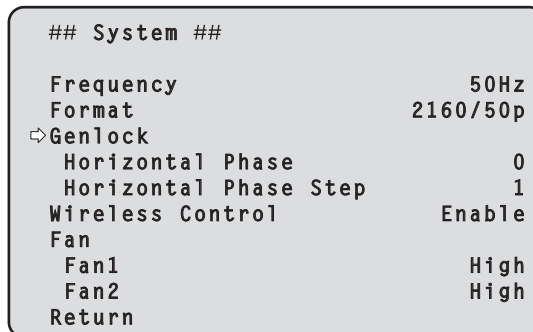 ## System ##
Frequency 50Hz
Format 2160/50p
⇨Genlock
Horizontal Phase 0
Horizontal Phase Step 1
Wireless Control Enable
Fan
Fan1 High
Fan2 High
Return